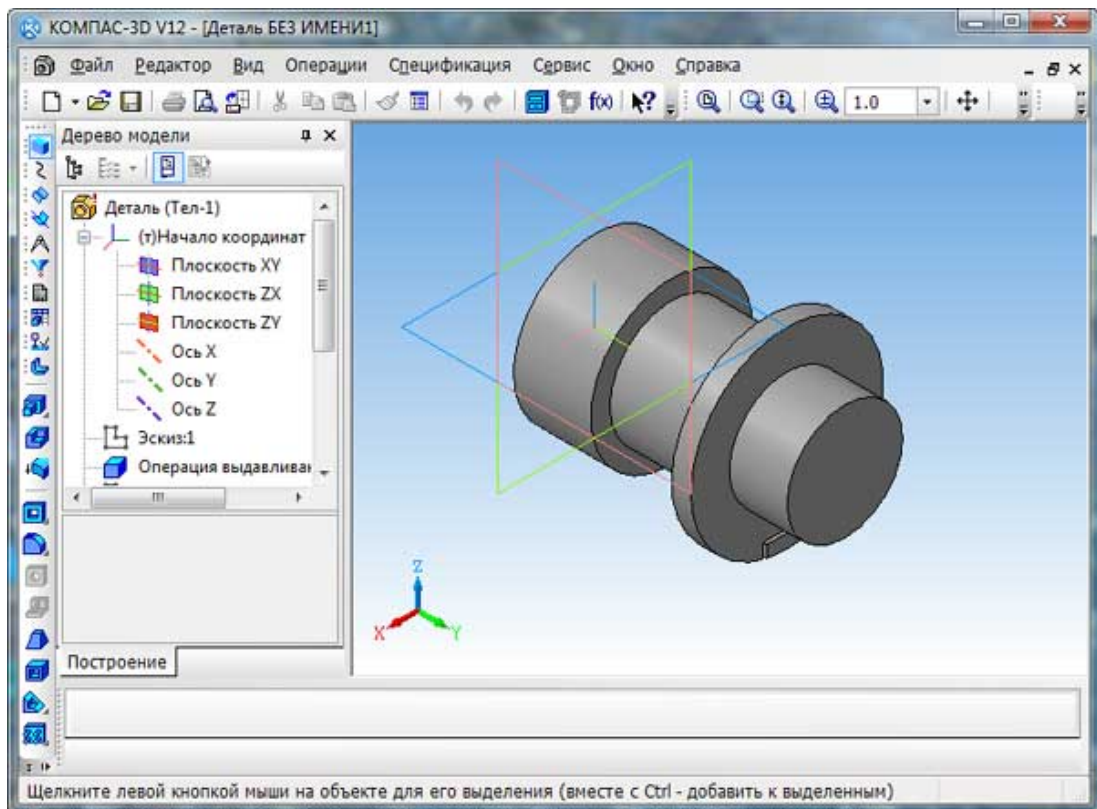 КОМПАС-3D V12 - [Деталь БЕЗ ИМЕНИ1]
Файл Редактор Вид Операции Спецификация Сервис Окно Справка
f(x) 1.0
Дерево модели
Деталь (Тел-1)
(т)Начало координат
Плоскость XY
Плоскость ZX
Плоскость ZY
Ось X
Ось Y
Ось Z
Эскиз:1
Операция выдавлива
Z
X Y
Построение
Щелкните левой кнопкой мыши на объекте для его выделения (вместе с Ctrl - добавить к выделенным)